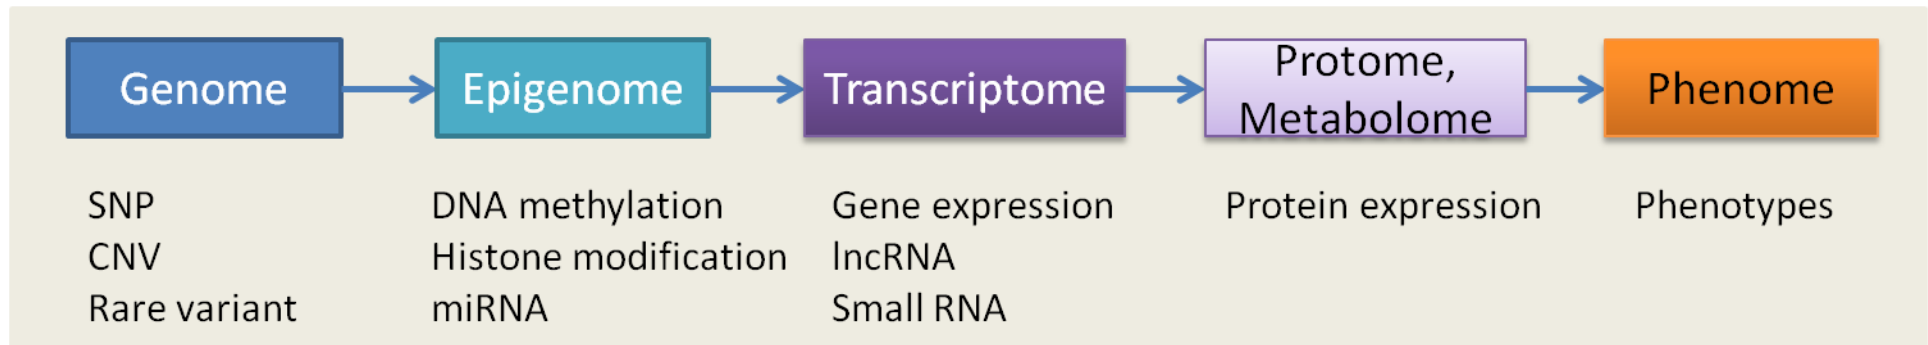 Genome
Epigenome
Transcriptome
Protome,
Metabolome
Phenome
SNP
CNV
Rare variant
DNA methylation
Histone modification
miRNA
Gene expression
lncRNA
Small RNA
Protein expression
Phenotypes